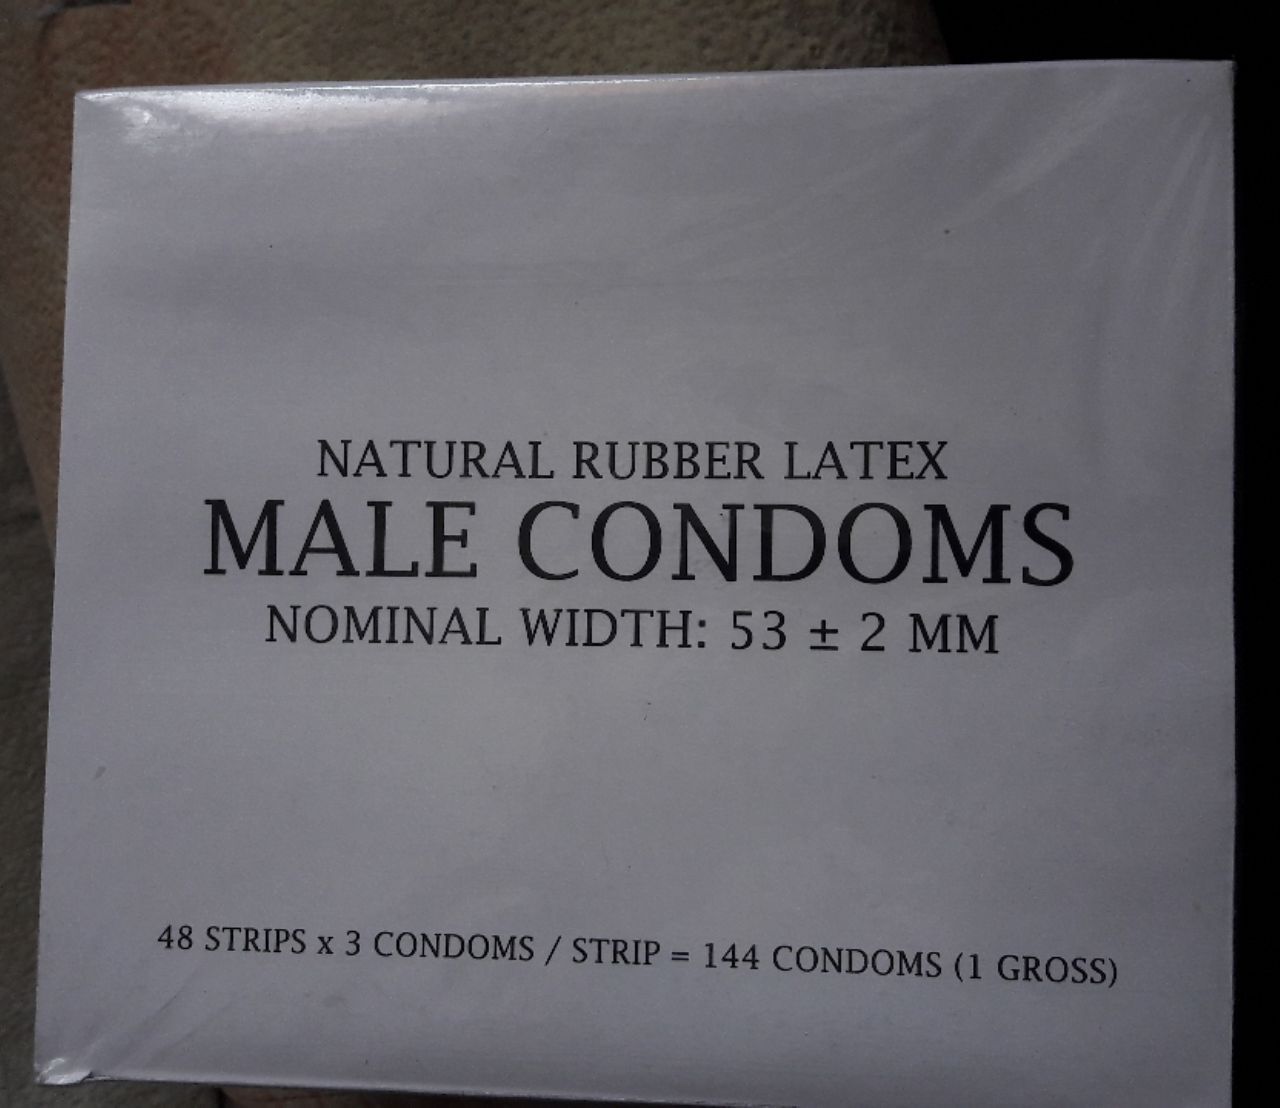 NATURAL RUBBER LATEX
MALE CONDOMS
NOMINAL WIDTH: 53 ± 2 MM
48 STRIPS x 3 CONDOMS / STRIP = 144 CONDOMS (1 GROSS)